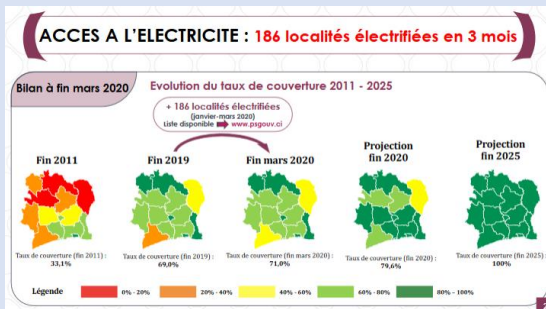 ACCES A L'ELECTRICITE : 186 localités électrifiées en 3 mois
Bilan à fin mars 2020
Evolution du taux de couverture 2011 - 2025
+ 186 localités électrifiées
(janvier-mars 2020)
Liste disponible www.psgouv.ci
Fin 2011
Fin 2019
Fin mars 2020
Projection
fin 2020
Projection
fin 2025
Taux de couverture (fin 2011) :
33,1%
Taux de couverture (fin 2019) :
69,0%
Taux de couverture (fin mars 2020) :
71,0%
Taux de couverture (fin 2020) :
79,6%
Taux de couverture (fin 2025) :
100%
Légende
0% - 20%
20% - 40%
40% - 60%
60% - 80%
80% - 100%